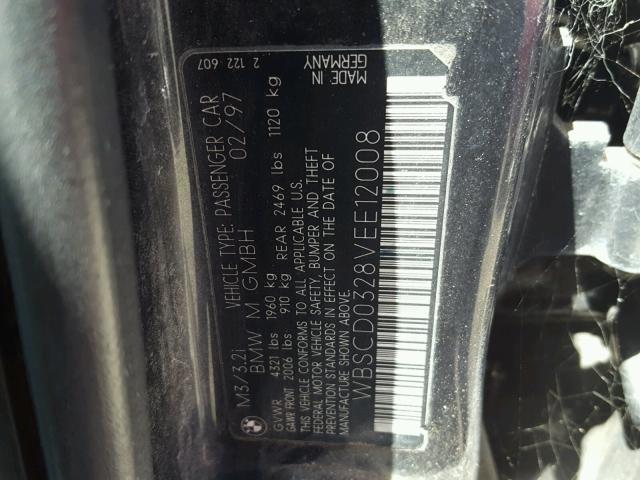 M3/3.2i VEHICLE TYPE: PASSENGER CAR
BMW M GMBH 02/97
GVWR 4321 lbs 1960 kg
GAWR FRONT 2006 lbs 910 kg REAR 2469 lbs 1120 kg
THIS VEHICLE CONFORMS TO ALL APPLICABLE U.S.
FEDERAL MOTOR VEHICLE SAFETY, BUMPER AND THEFT
PREVENTION STANDARDS IN EFFECT ON THE DATE OF
MANUFACTURE SHOWN ABOVE.
WBSCD0328VEE12008
2 122 607
MADE IN
GERMANY